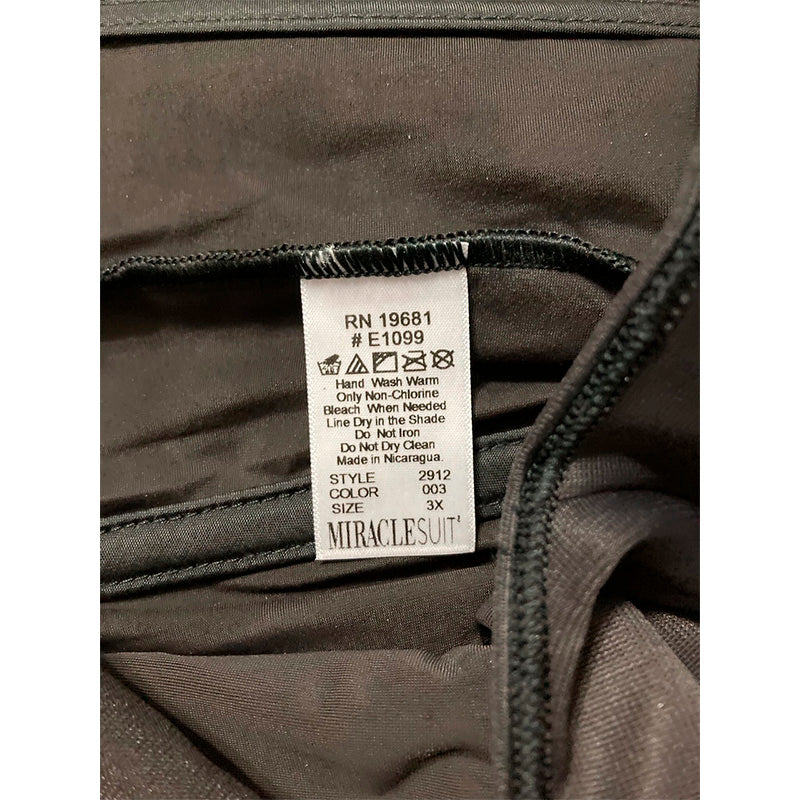 RN 19681
# E1099
Hand Wash Warm
Only Non-Chlorine
Bleach When Needed
Line Dry in the Shade
Do Not Iron
Do Not Dry Clean
Made in Nicaragua.
STYLE 2912
COLOR 003
SIZE 3X
MIRACLESUIT